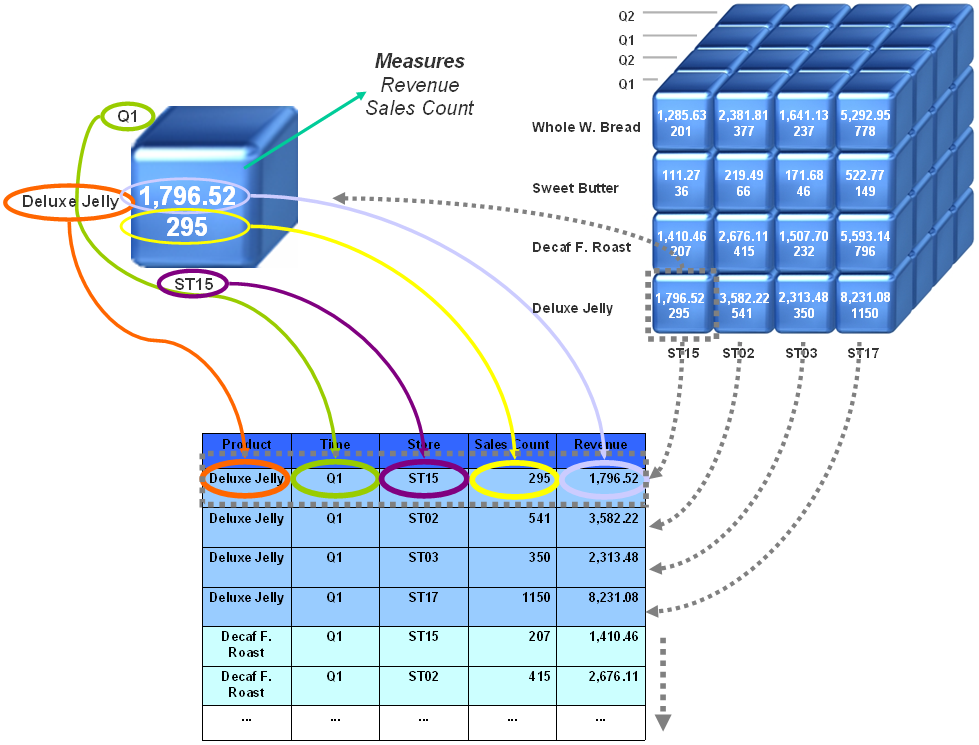 Measures
Revenue
Sales Count
Q1
Deluxe Jelly
1,796.52
295
ST15
Q2
Q1
Q2
Q1
Whole W. Bread
1,285.63 2,381.81 1,641.13 5,292.95
201 377 237 778
Sweet Butter
111.27 219.49 171.68 522.77
36 66 46 149
Decaf F. Roast
1,410.46 2,676.11 1,507.70 5,593.14
207 415 232 796
Deluxe Jelly
1,796.52 3,582.22 2,313.48 8,231.08
295 541 350 1150
ST15 ST02 ST03 ST17
Product Time Store Sales Count Revenue
Deluxe Jelly Q1 ST15 295 1,796.52
Deluxe Jelly Q1 ST02 541 3,582.22
Deluxe Jelly Q1 ST03 350 2,313.48
Deluxe Jelly Q1 ST17 1150 8,231.08
Decaf F. Q1 ST15 207 1,410.46
Roast
Decaf F. Q1 ST02 415 2,676.11
Roast
... ... ... ... ...